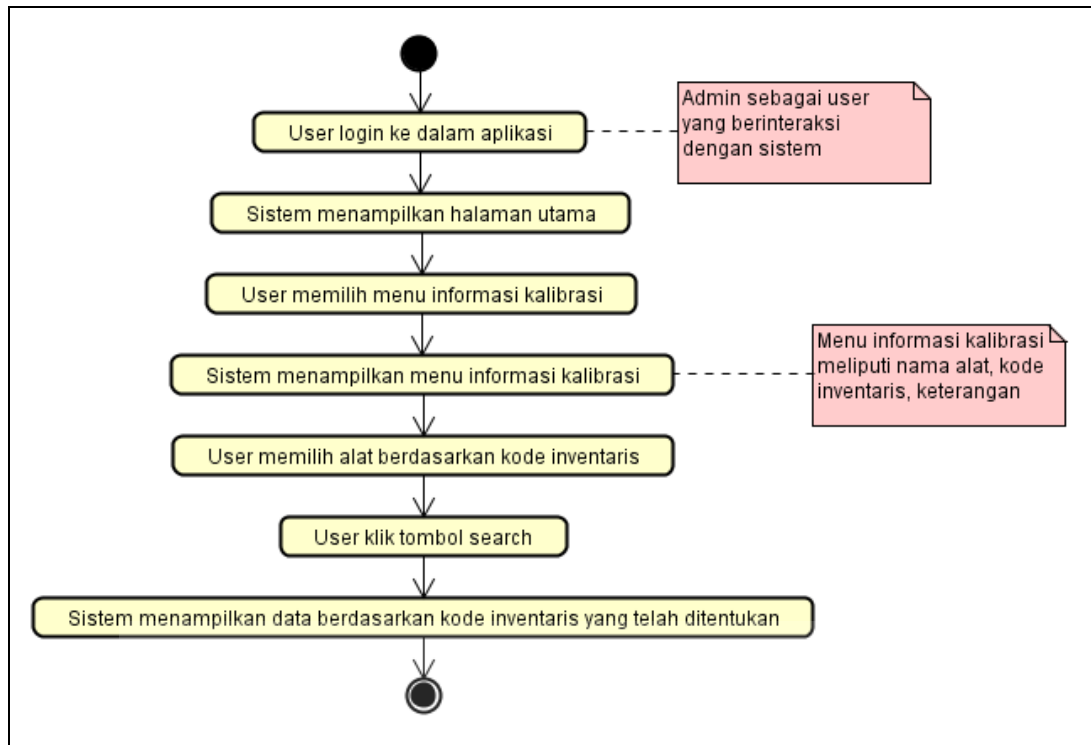 User login ke dalam aplikasi
Admin sebagai user
yang berinteraksi
dengan sistem
Sistem menampilkan halaman utama
User memilih menu informasi kalibrasi
Sistem menampilkan menu informasi kalibrasi
Menu informasi kalibrasi
meliputi nama alat, kode
inventaris, keterangan
User memilih alat berdasarkan kode inventaris
User klik tombol search
Sistem menampilkan data berdasarkan kode inventaris yang telah ditentukan